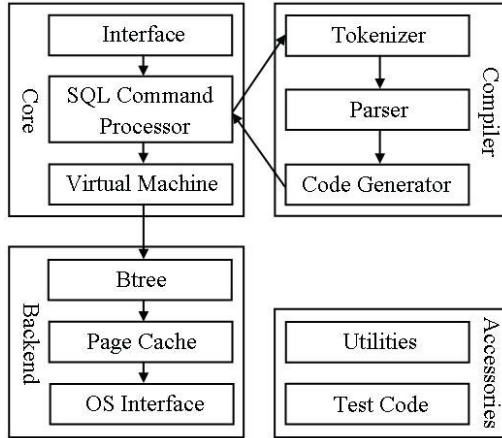 Core
Interface
SQL Command
Processor
Virtual Machine
Compiler
Tokenizer
Parser
Code Generator
Backend
Btree
Page Cache
OS Interface
Accessories
Utilities
Test Code